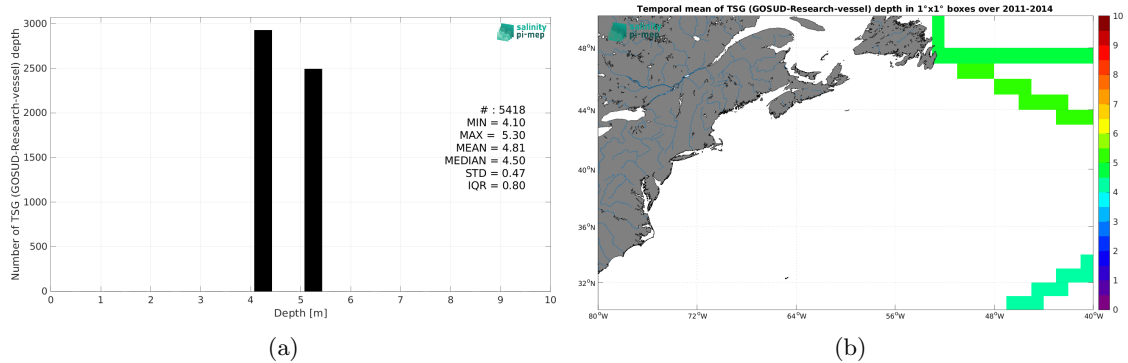 salinity
pi-mep
Number of TSG (GOSUD-Research-vessel) depth
3000
2500
2000
1500
1000
500
0
# : 5418
MIN = 4.10
MAX = 5.30
MEAN = 4.81
MEDIAN = 4.50
STD = 0.47
IQR = 0.80
0 1 2 3 4 5 6 7 8 9 10
Depth [m]
(a)
Temporal mean of TSG (GOSUD-Research-vessel) depth in 1°x1° boxes over 2011-2014
salinity
pi-mep
48°N
44°N
40°N
36°N
32°N
80°W 72°W 64°W 56°W 48°W 40°W
10
9
8
7
6
5
4
3
2
1
0
(b)